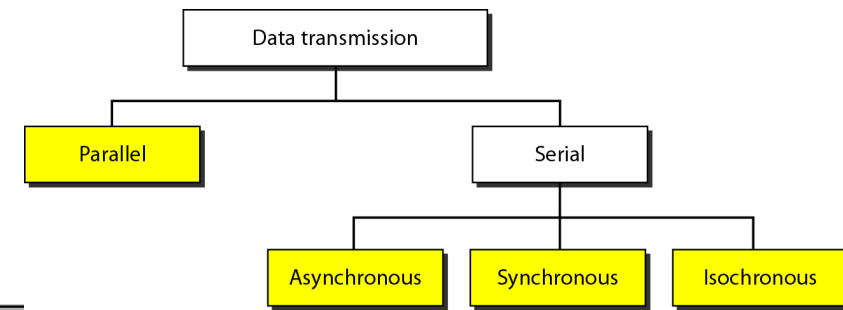 Data transmission
Parallel
Serial
Asynchronous
Synchronous
Isochronous